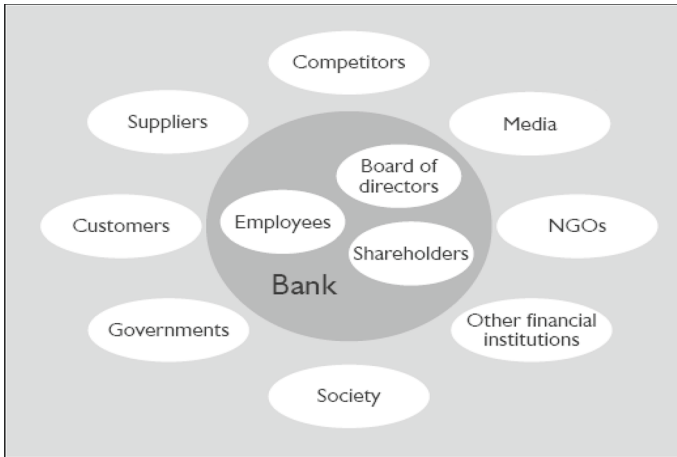 Competitors
Suppliers
Media
Board of
directors
Employees
Customers
NGOs
Shareholders
Bank
Governments
Other financial
institutions
Society